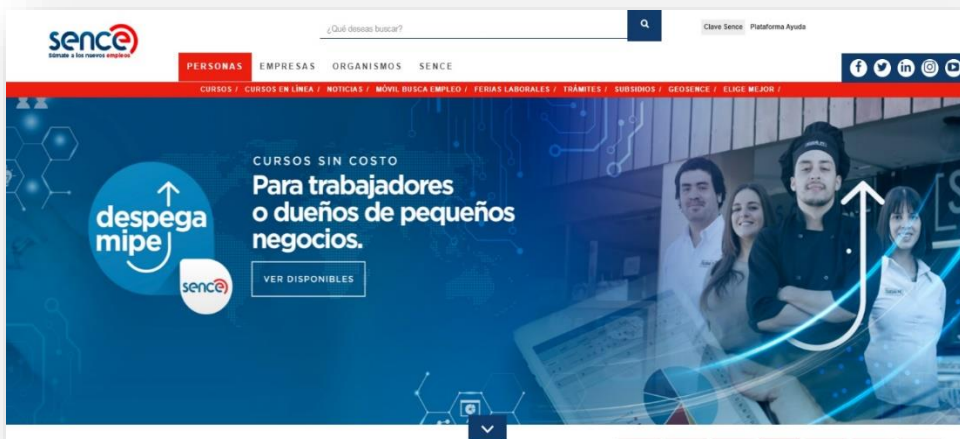 ¿Qué deseas buscar?
Clave Sence Plataforma Ayuda
sence
Súmate a los nuevos empleos
PERSONAS EMPRESAS ORGANISMOS SENCE
CURSOS / CURSOS EN LÍNEA / NOTICIAS / MÓVIL BUSCA EMPLEO / FERIAS LABORALES / TRÁMITES / SUBSIDIOS / GEOSENCE / ELIGE MEJOR /
despega
mipe
sence
CURSOS SIN COSTO
Para trabajadores
o dueños de pequeños
negocios.
VER DISPONIBLES